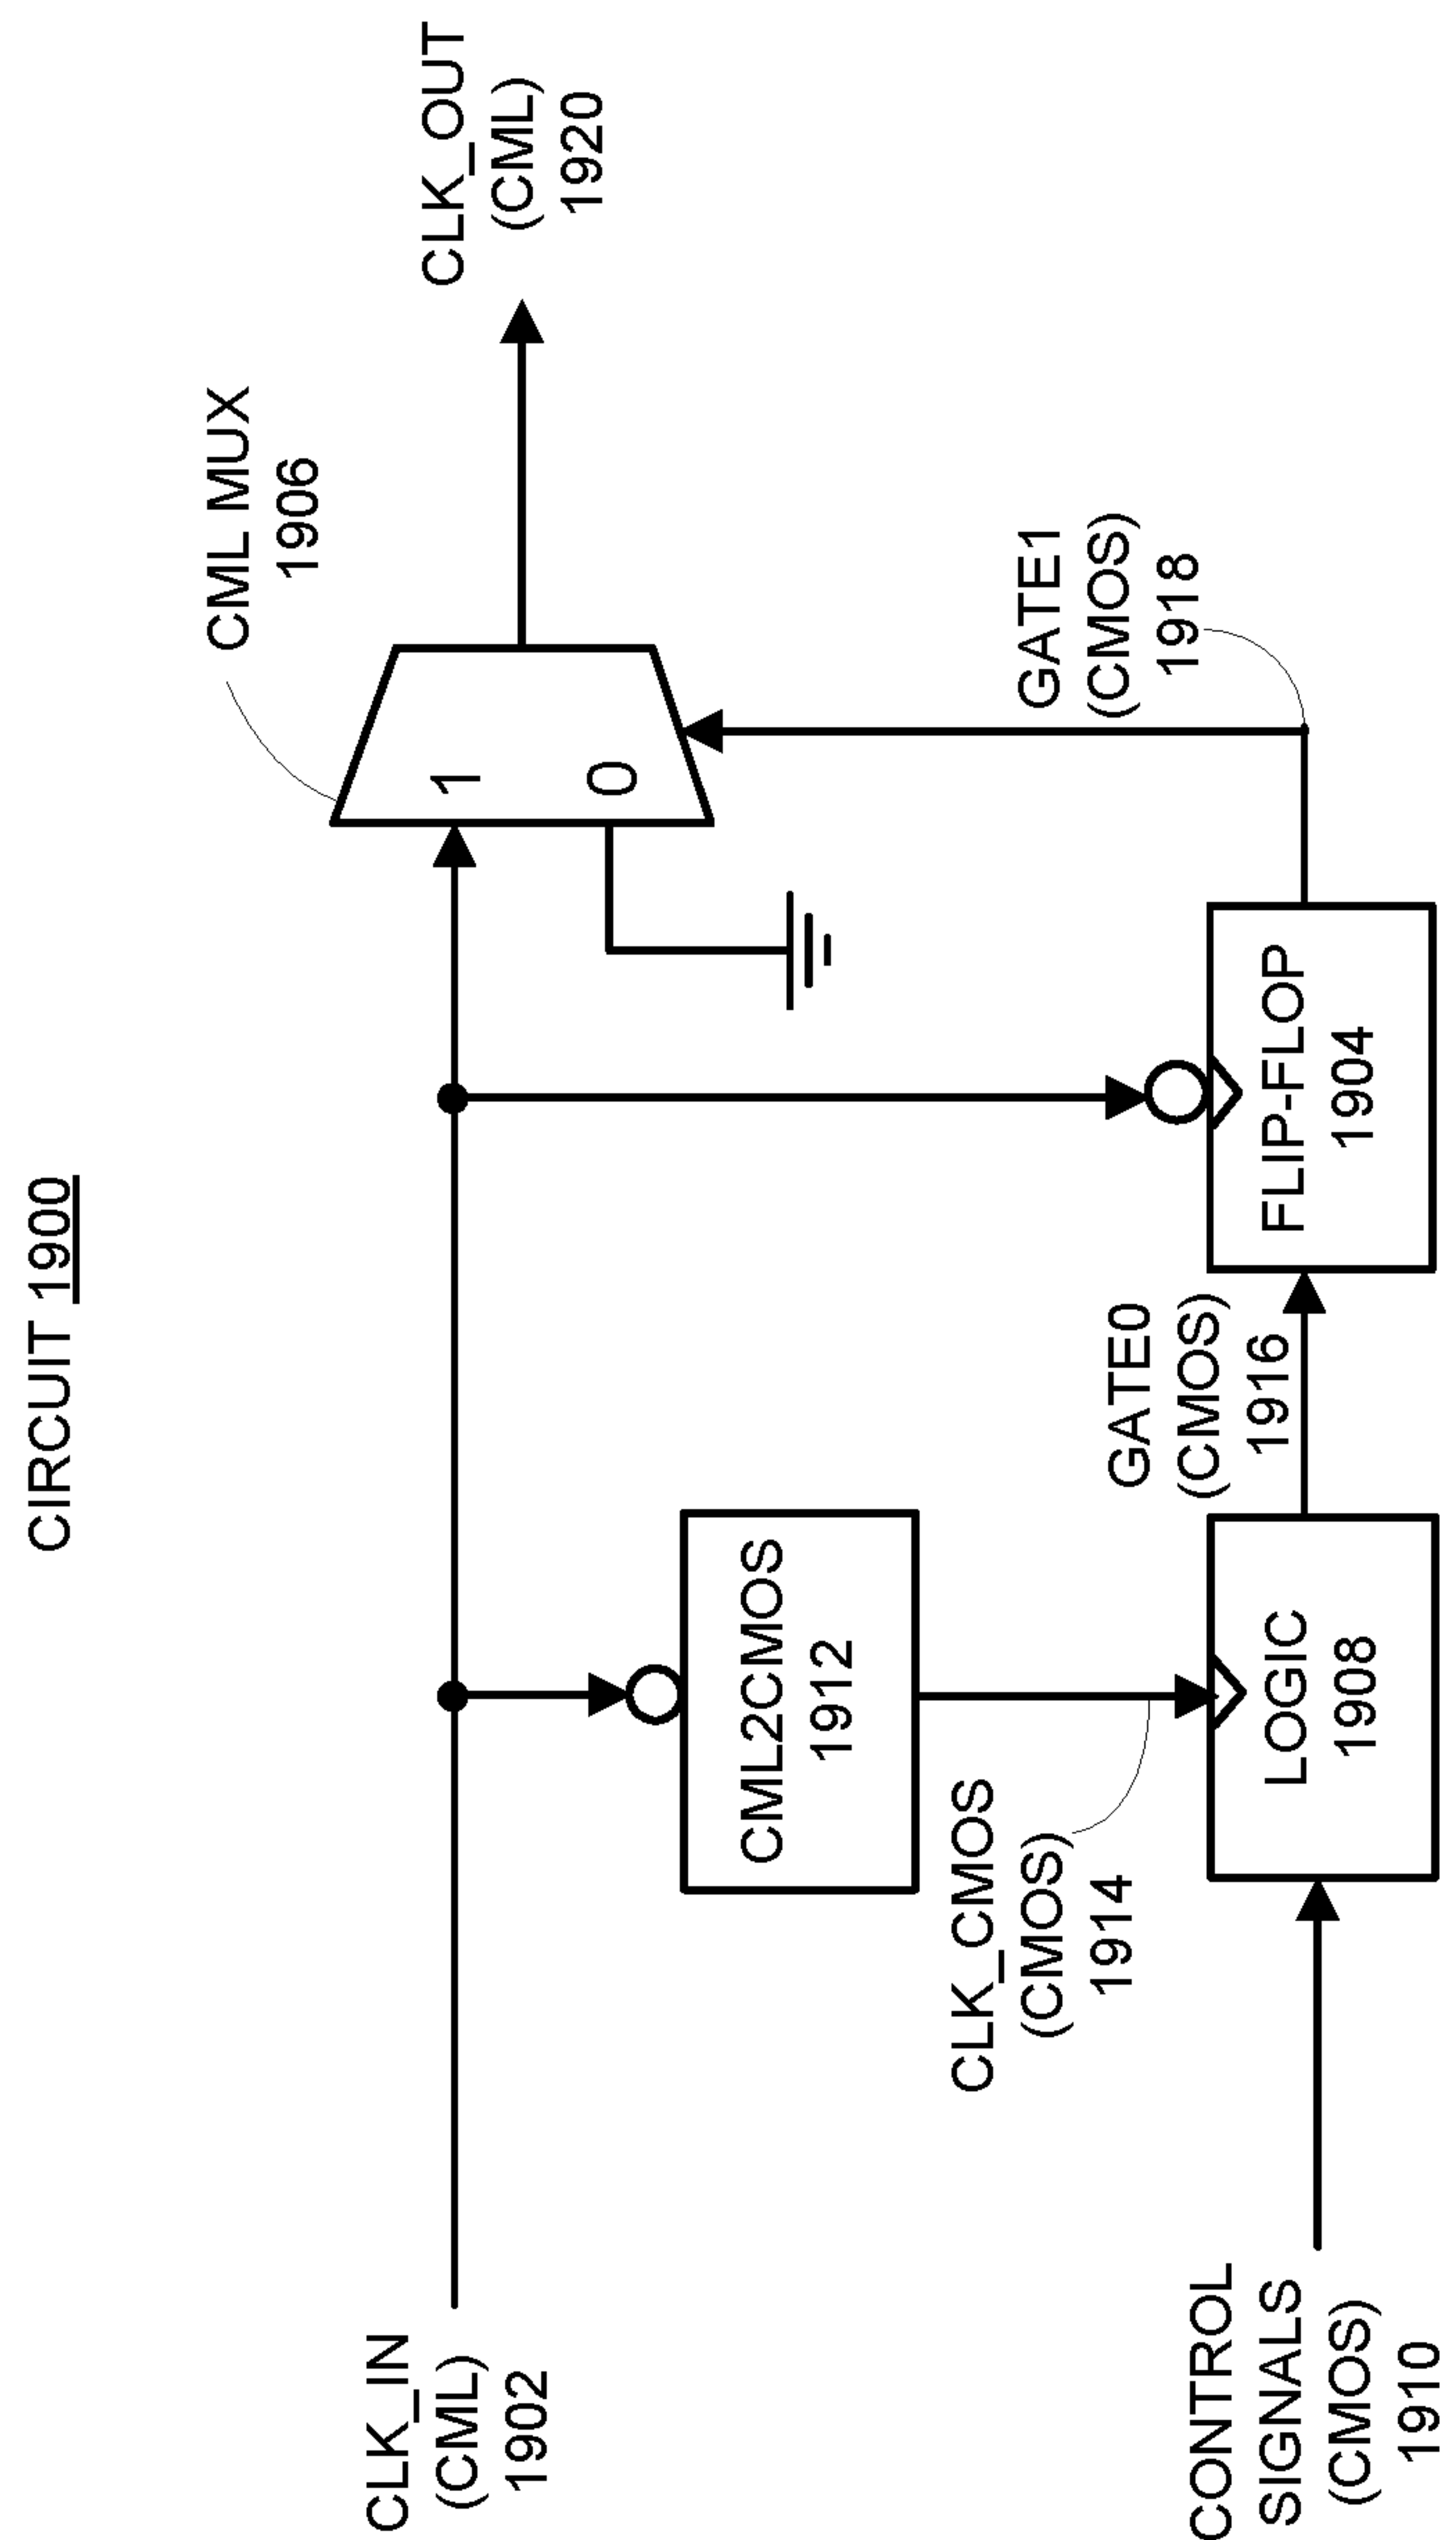 CIRCUIT 1900
CML MUX
1906
CLK_IN
(CML)
1902
1
0
CLK_OUT
(CML)
1920
CML2CMOS
1912
CLK_CMOS
(CMOS)
1914
GATE0
(CMOS)
1916
GATE1
(CMOS)
1918
CONTROL
SIGNALS
(CMOS)
1910
LOGIC
1908
FLIP-FLOP
1904